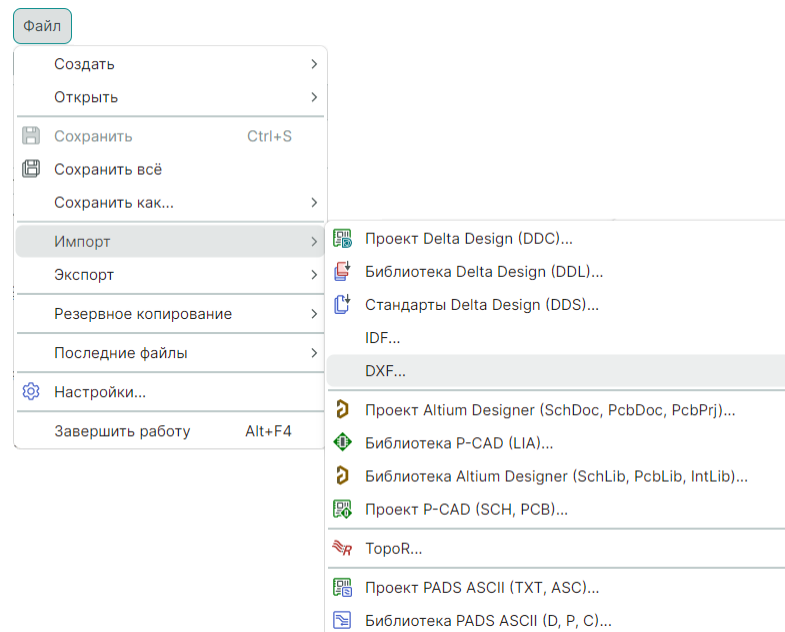 Файл
Создать
Открыть
Сохранить Ctrl+S
Сохранить всё
Сохранить как...
Импорт
Экспорт
Резервное копирование
Последние файлы
Настройки...
Завершить работу Alt+F4
Проект Delta Design (DDC)...
Библиотека Delta Design (DDL)...
Стандарты Delta Design (DDS)...
IDF...
DXF...
Проект Altium Designer (SchDoc, PcbDoc, PcbPrj)...
Библиотека P-CAD (LIA)...
Библиотека Altium Designer (SchLib, PcbLib, IntLib)...
Проект P-CAD (SCH, PCB)...
TopoR...
Проект PADS ASCII (TXT, ASC)...
Библиотека PADS ASCII (D, P, C)...